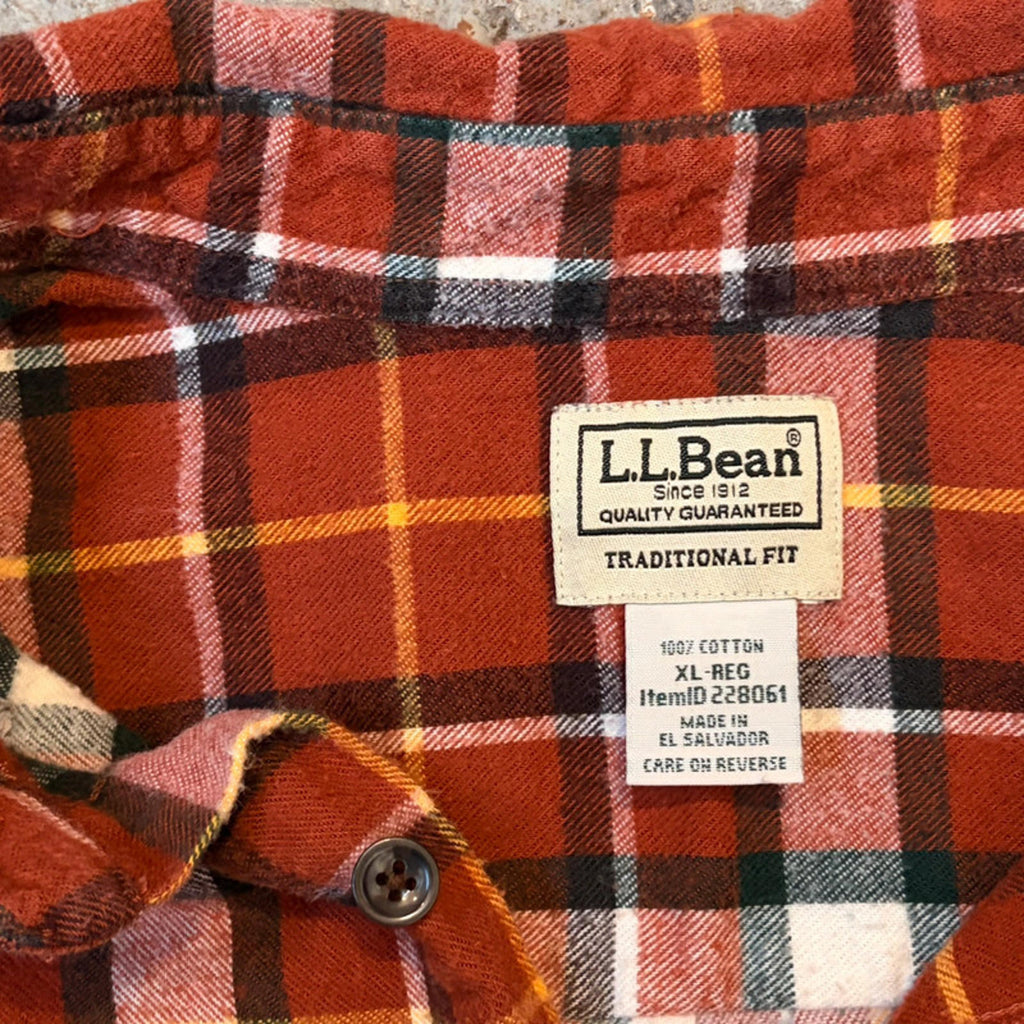 L.L.Bean®
Since 1912
QUALITY GUARANTEED
TRADITIONAL FIT
100% COTTON
XL-REG
ItemID 228061
MADE IN
EL SALVADOR
CARE ON REVERSE